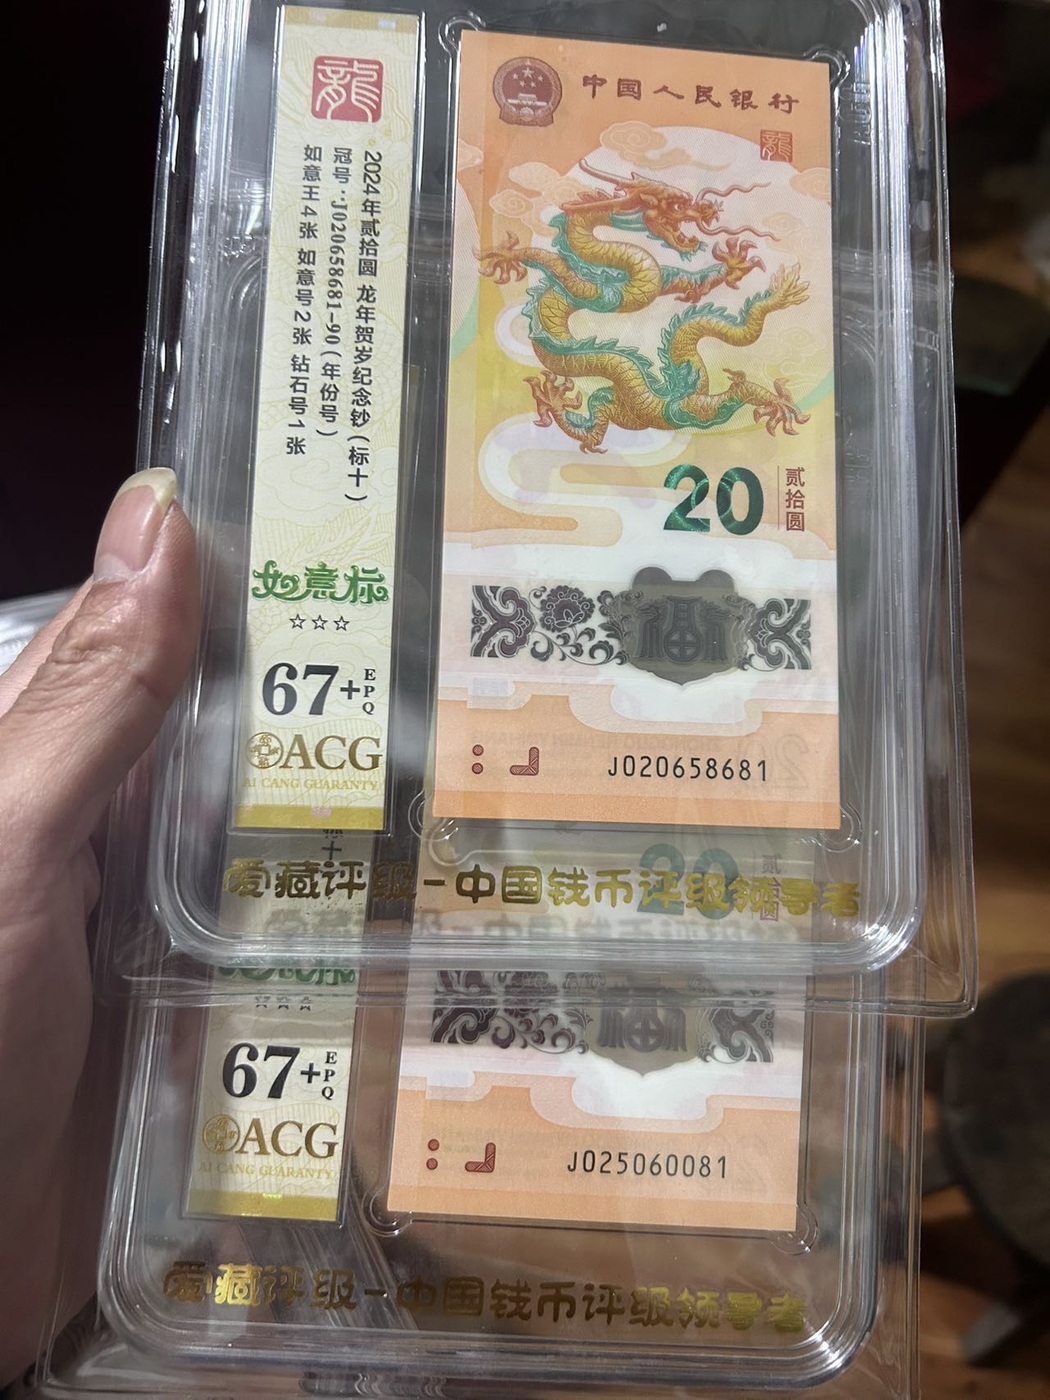 龍
2024年贰拾圆 龙年贺岁纪念钞(标十)
冠号:J020658681-90(年份号)
如意王4张 如意号2张 钻石号1张
如意标
☆☆☆
67+EPQ
ACG
AI CANG GUARANTY
中国人民银行
龍
20
贰拾圆
福
J020658681
爱藏评级-中国钱币评级领导者
20
福
67+EPQ
ACG
AI CANG GUARANTY
J025060081
爱藏评级-中国钱币评级领导者